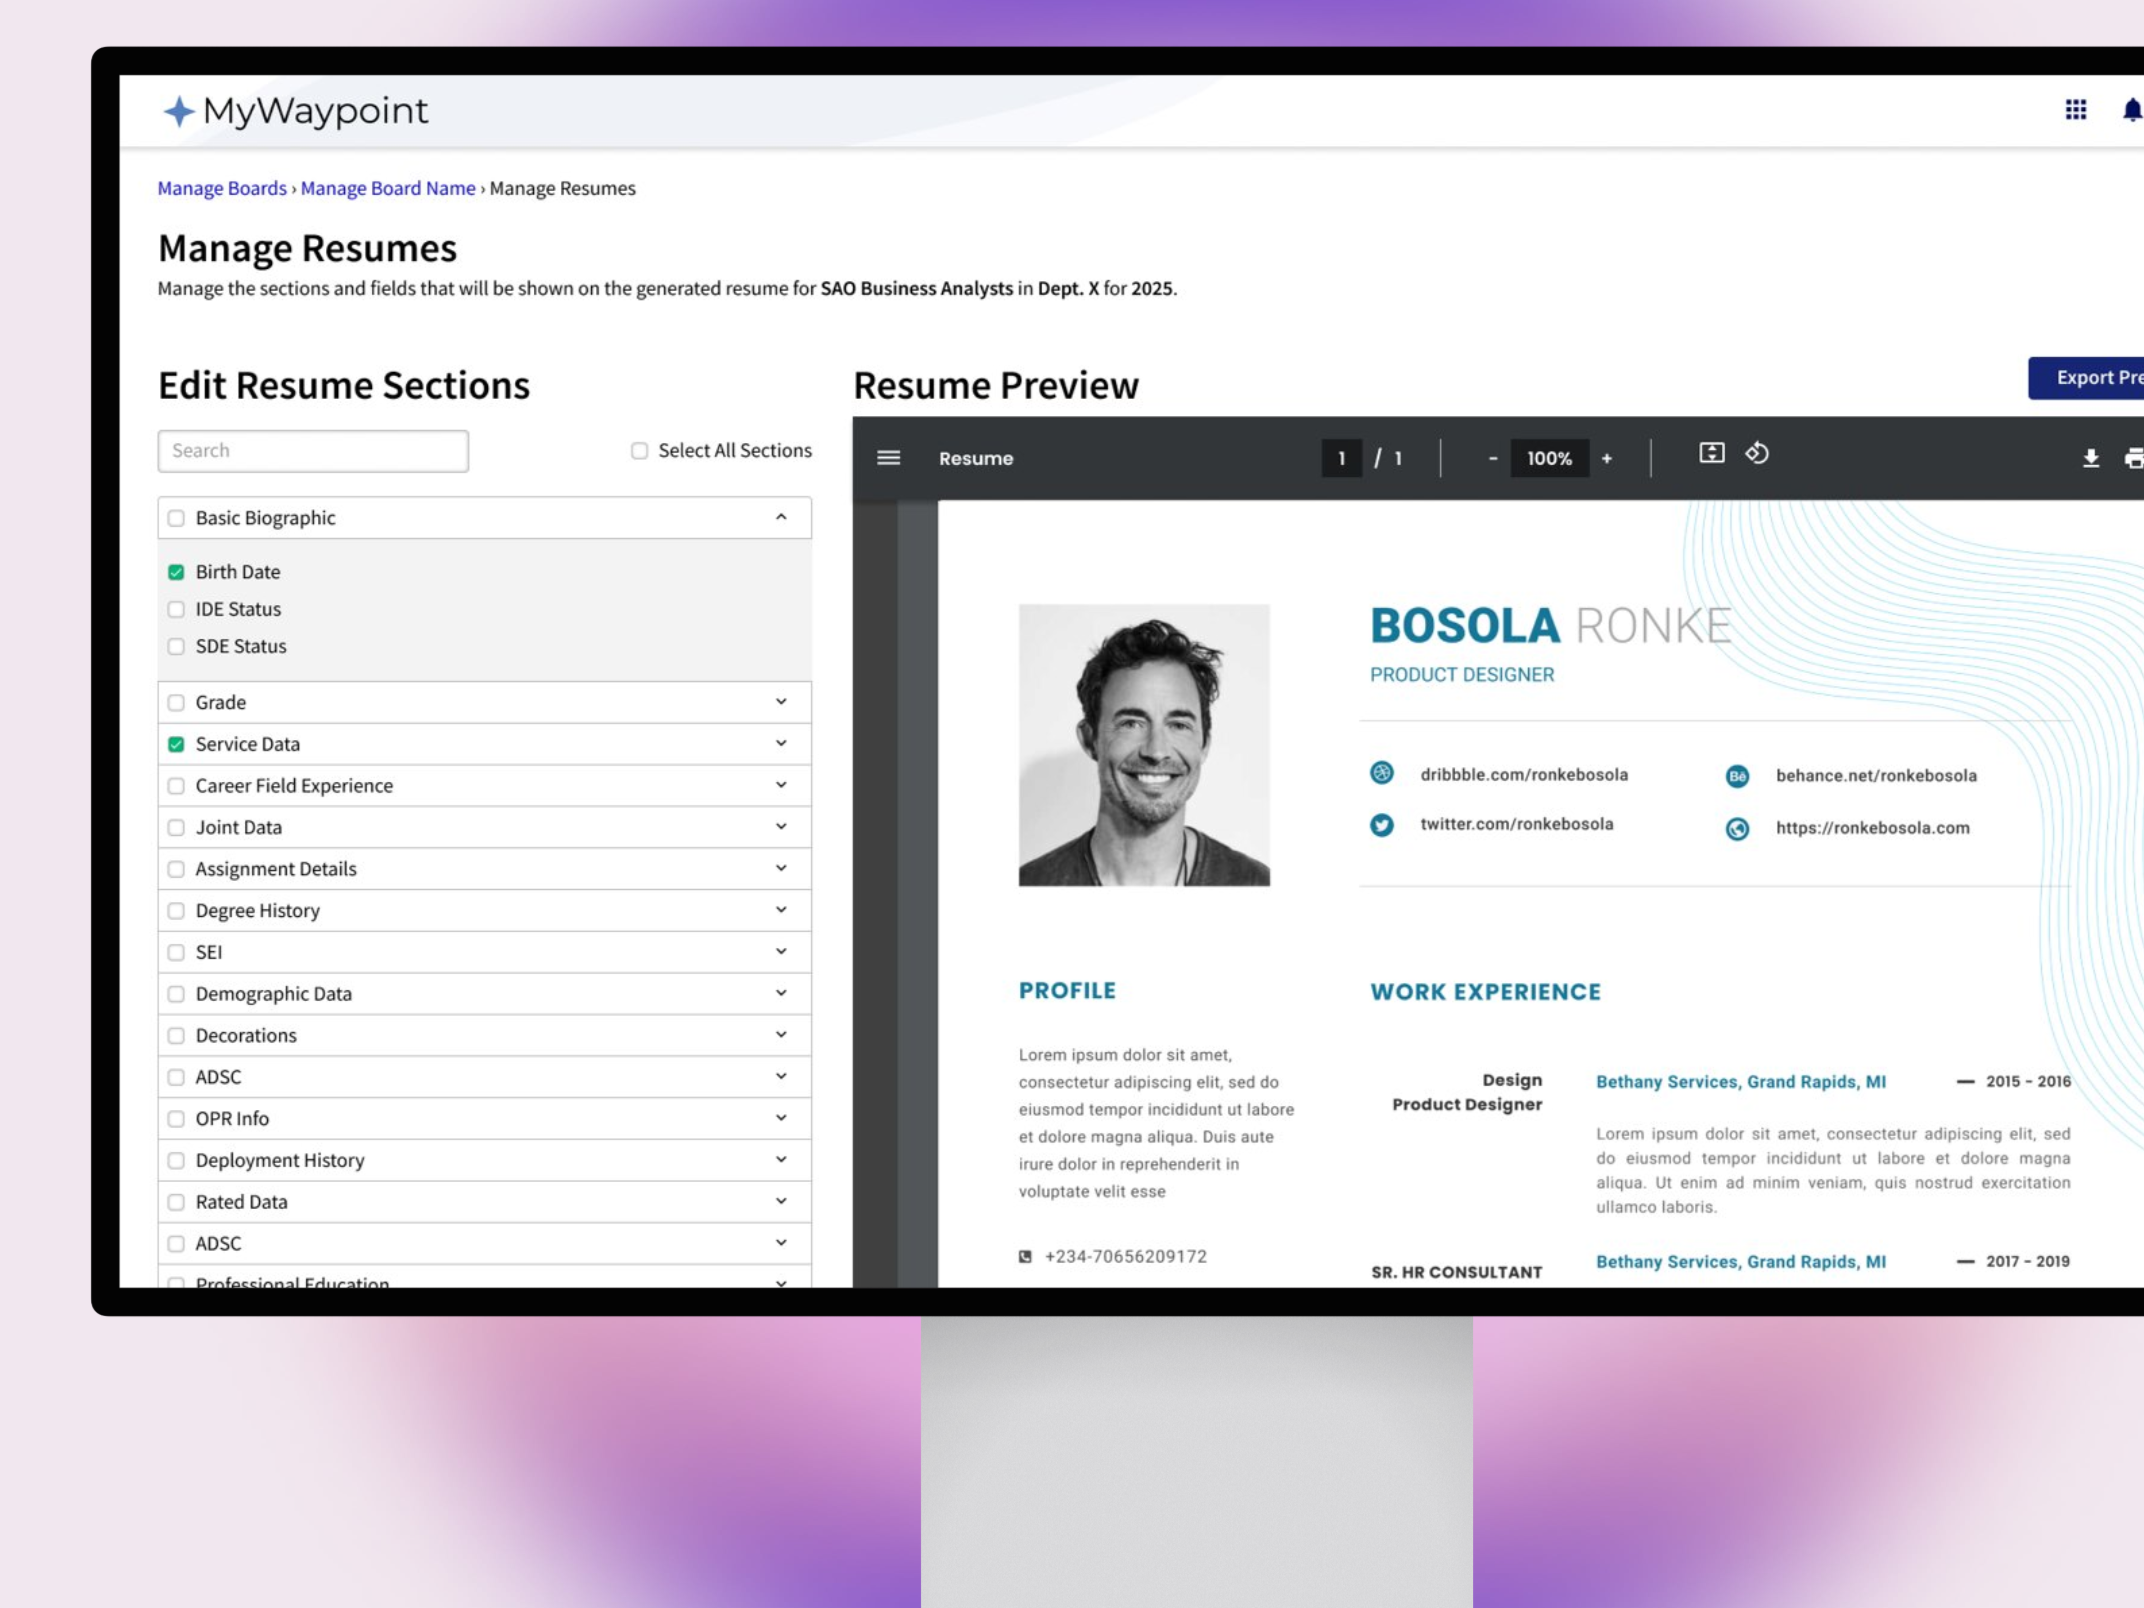 MyWaypoint
Manage Boards › Manage Board Name › Manage Resumes
Manage Resumes
Manage the sections and fields that will be shown on the generated resume for SAO Business Analysts in Dept. X for 2025.
Edit Resume Sections
Search
Select All Sections
Basic Biographic
Birth Date
IDE Status
SDE Status
Grade
Service Data
Career Field Experience
Joint Data
Assignment Details
Degree History
SEI
Demographic Data
Decorations
ADSC
OPR Info
Deployment History
Rated Data
ADSC
Professional Education
Resume Preview
Export Pre
Resume
1 / 1
- 100% +
BOSOLA RONKE
PRODUCT DESIGNER
dribbble.com/ronkebosola
Bē behance.net/ronkebosola
twitter.com/ronkebosola
https://ronkebosola.com
PROFILE
Lorem ipsum dolor sit amet,
consectetur adipiscing elit, sed do
eiusmod tempor incididunt ut labore
et dolore magna aliqua. Duis aute
irure dolor in reprehenderit in
voluptate velit esse
+234-70656209172
WORK EXPERIENCE
Design
Product Designer
Bethany Services, Grand Rapids, MI — 2015 - 2016
Lorem ipsum dolor sit amet, consectetur adipiscing elit, sed
do eiusmod tempor incididunt ut labore et dolore magna
aliqua. Ut enim ad minim veniam, quis nostrud exercitation
ullamco laboris.
SR. HR CONSULTANT
Bethany Services, Grand Rapids, MI — 2017 - 2019